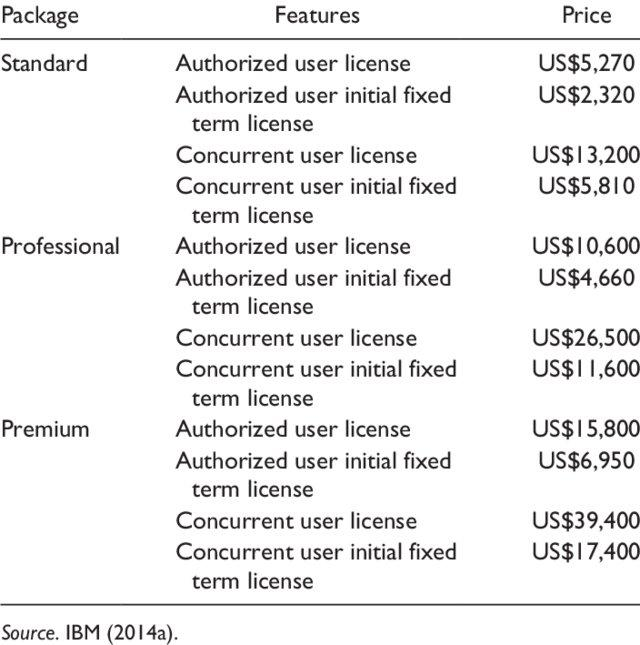 Package Features Price
Standard Authorized user license US$5,270
Authorized user initial fixed US$2,320
term license
Concurrent user license US$13,200
Concurrent user initial fixed US$5,810
term license
Professional Authorized user license US$10,600
Authorized user initial fixed US$4,660
term license
Concurrent user license US$26,500
Concurrent user initial fixed US$11,600
term license
Premium Authorized user license US$15,800
Authorized user initial fixed US$6,950
term license
Concurrent user license US$39,400
Concurrent user initial fixed US$17,400
term license
Source. IBM (2014a).